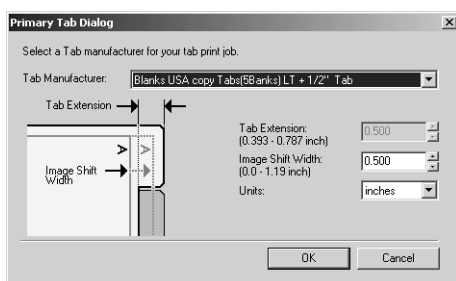 Primary Tab Dialog
Select a Tab manufacturer for your tab print job.
Tab Manufacturer: Blanks USA copy Tabs(5Banks) LT + 1/2" Tab
Tab Extension
A A
Image Shift
Width
Tab Extension: 0.500
(0.393 - 0.787 inch)
Image Shift Width: 0.500
(0.0 - 1.19 inch)
Units: inches
OK Cancel